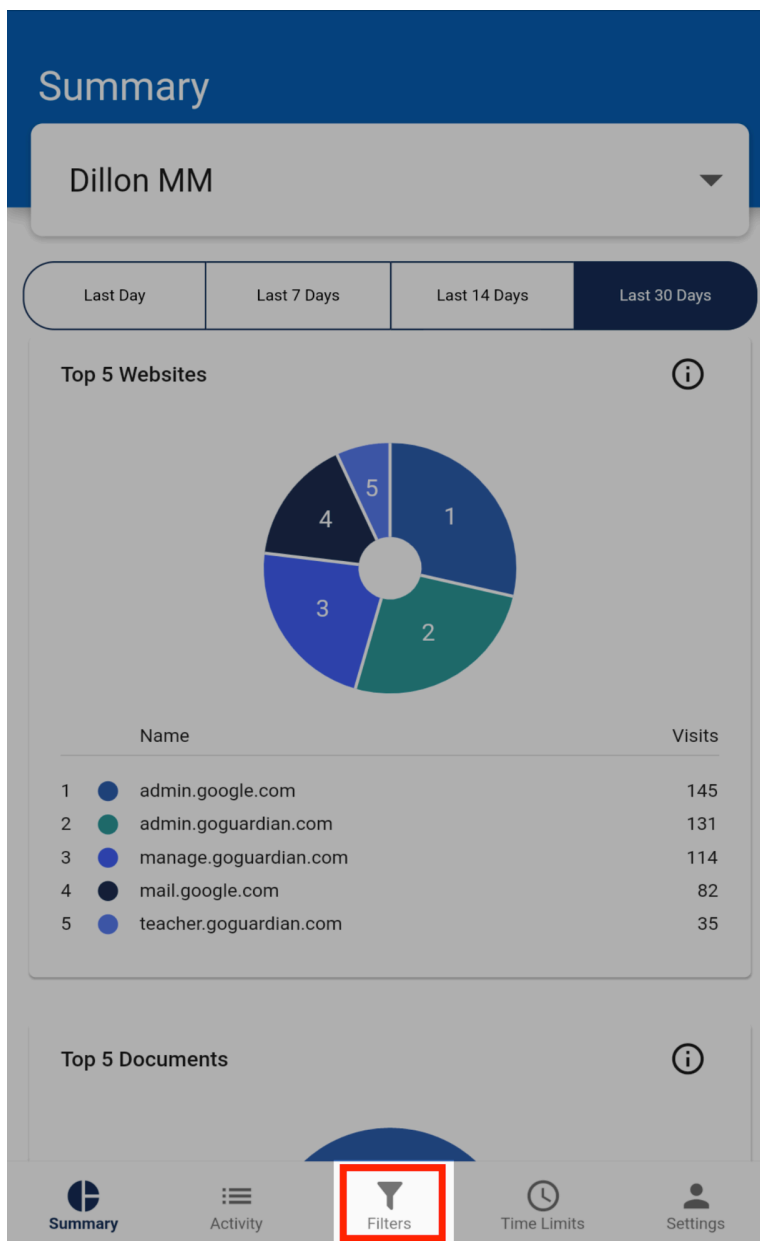 Summary
Dillon MM
Last Day Last 7 Days Last 14 Days Last 30 Days
Top 5 Websites
5
4 1
3
2
Name Visits
1 admin.google.com 145
2 admin.goguardian.com 131
3 manage.goguardian.com 114
4 mail.google.com 82
5 teacher.goguardian.com 35
Top 5 Documents
Summary Activity Filters Time Limits Settings